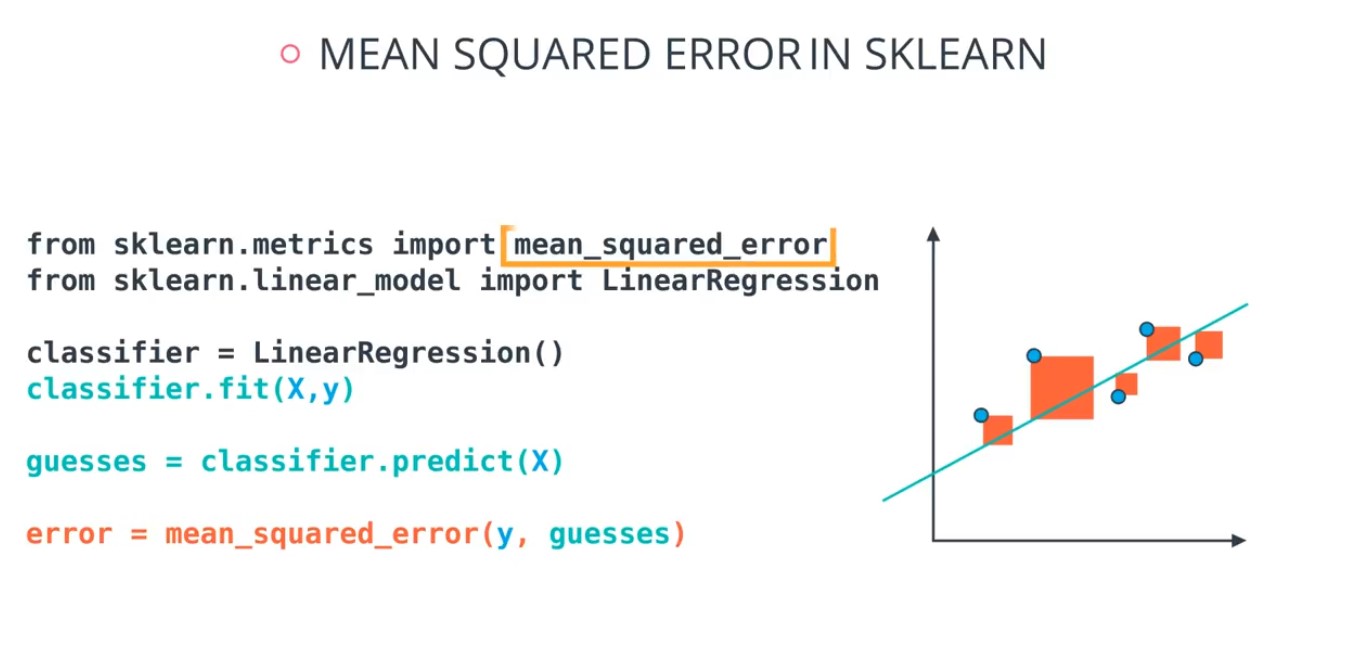 MEAN SQUARED ERROR IN SKLEARN
from sklearn.metrics import mean_squared_error
from sklearn.linear_model import LinearRegression
classifier = LinearRegression()
classifier.fit(X,y)
guesses = classifier.predict(X)
error = mean_squared_error(y, guesses)